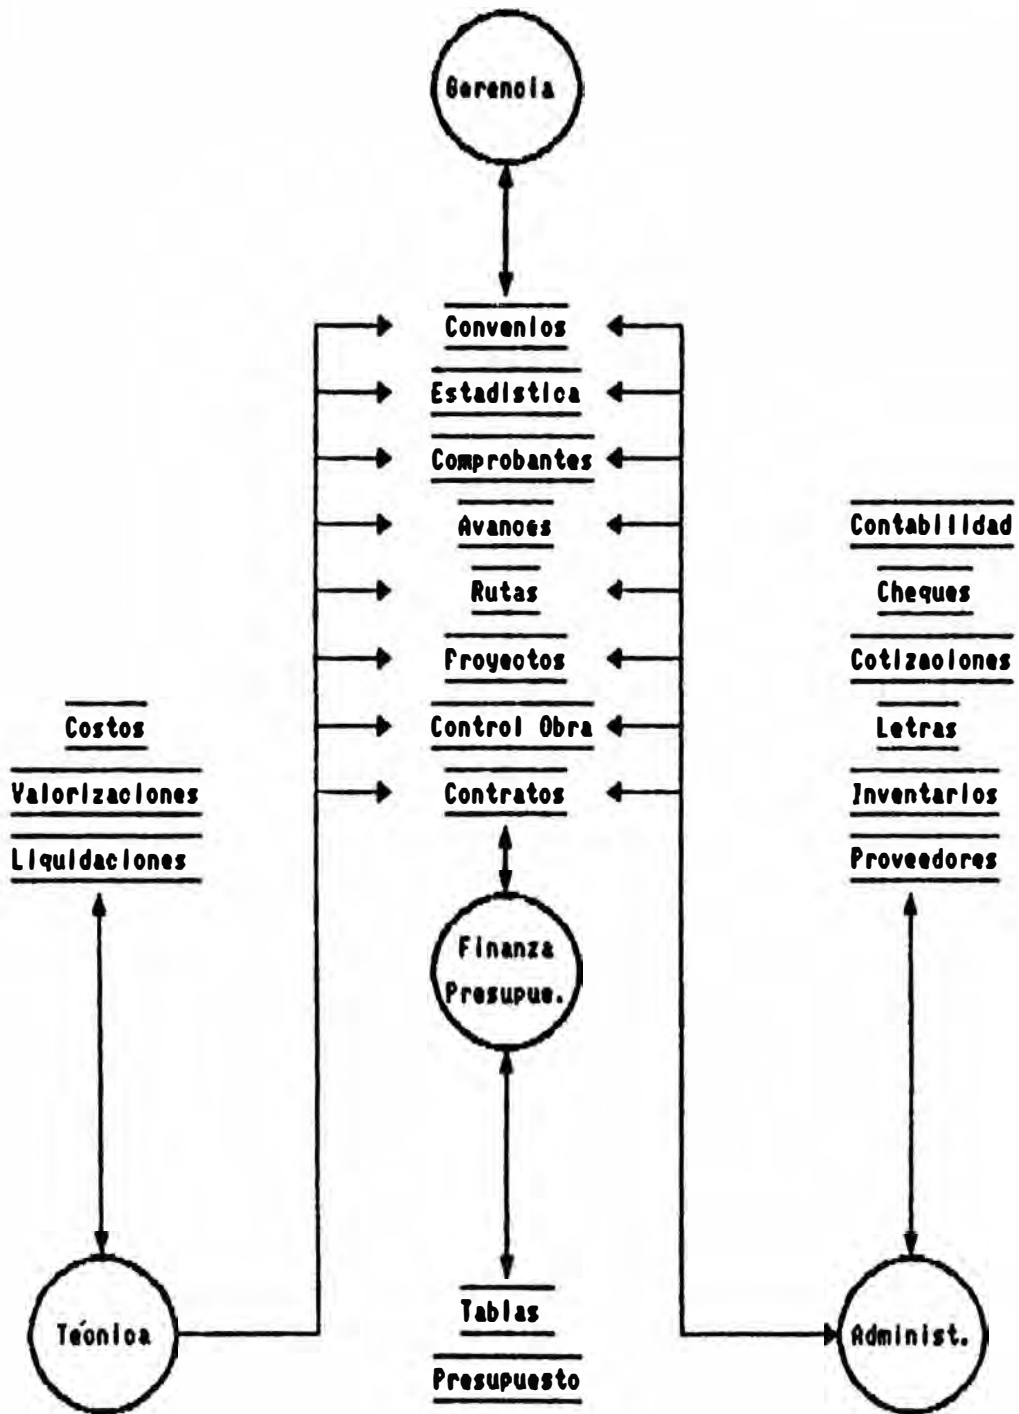 Gerencia
Convenios
Estadistica
Comprobantes
Avances
Rutas
Proyectos
Control Obra
Contratos
Contabilidad
Cheques
Cotizaciones
Letras
Inventarios
Proveedores
Costos
Valorizaciones
Liquidaciones
Finanza
Presupue.
Técnica
Tablas
Presupuesto
Administ.